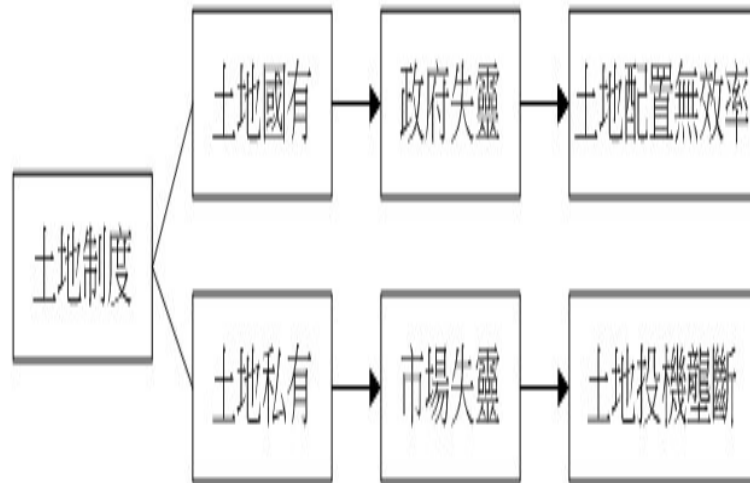 土地制度
土地國有
政府失靈
土地配置無效率
土地私有
市場失靈
土地投機壟斷